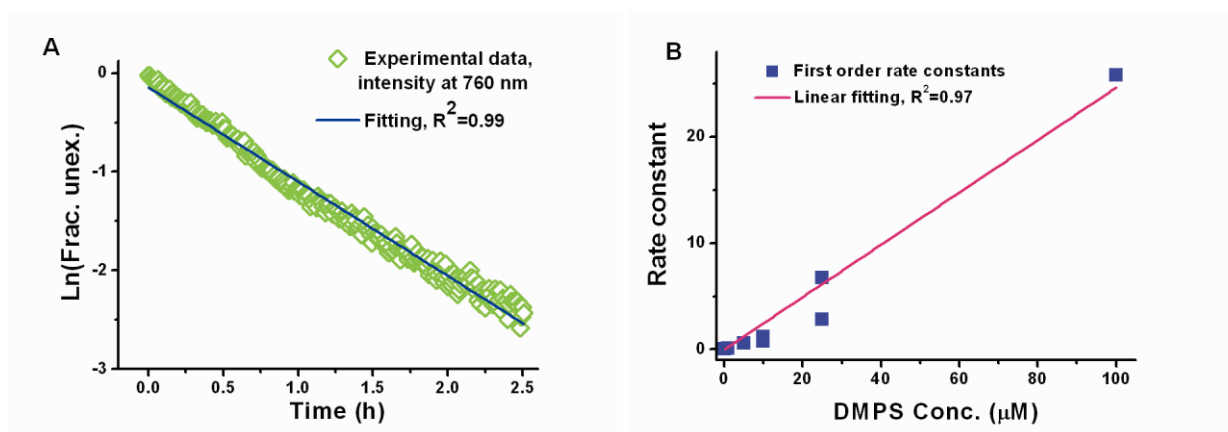 A
Experimental data,
intensity at 760 nm
Fitting, R²=0.99
0
-1
-2
-3
Ln(Frac. unex.)
0.0 0.5 1.0 1.5 2.0 2.5
Time (h)
B
First order rate constants
Linear fitting, R²=0.97
20
10
0
Rate constant
0 20 40 60 80 100
DMPS Conc. (μM)